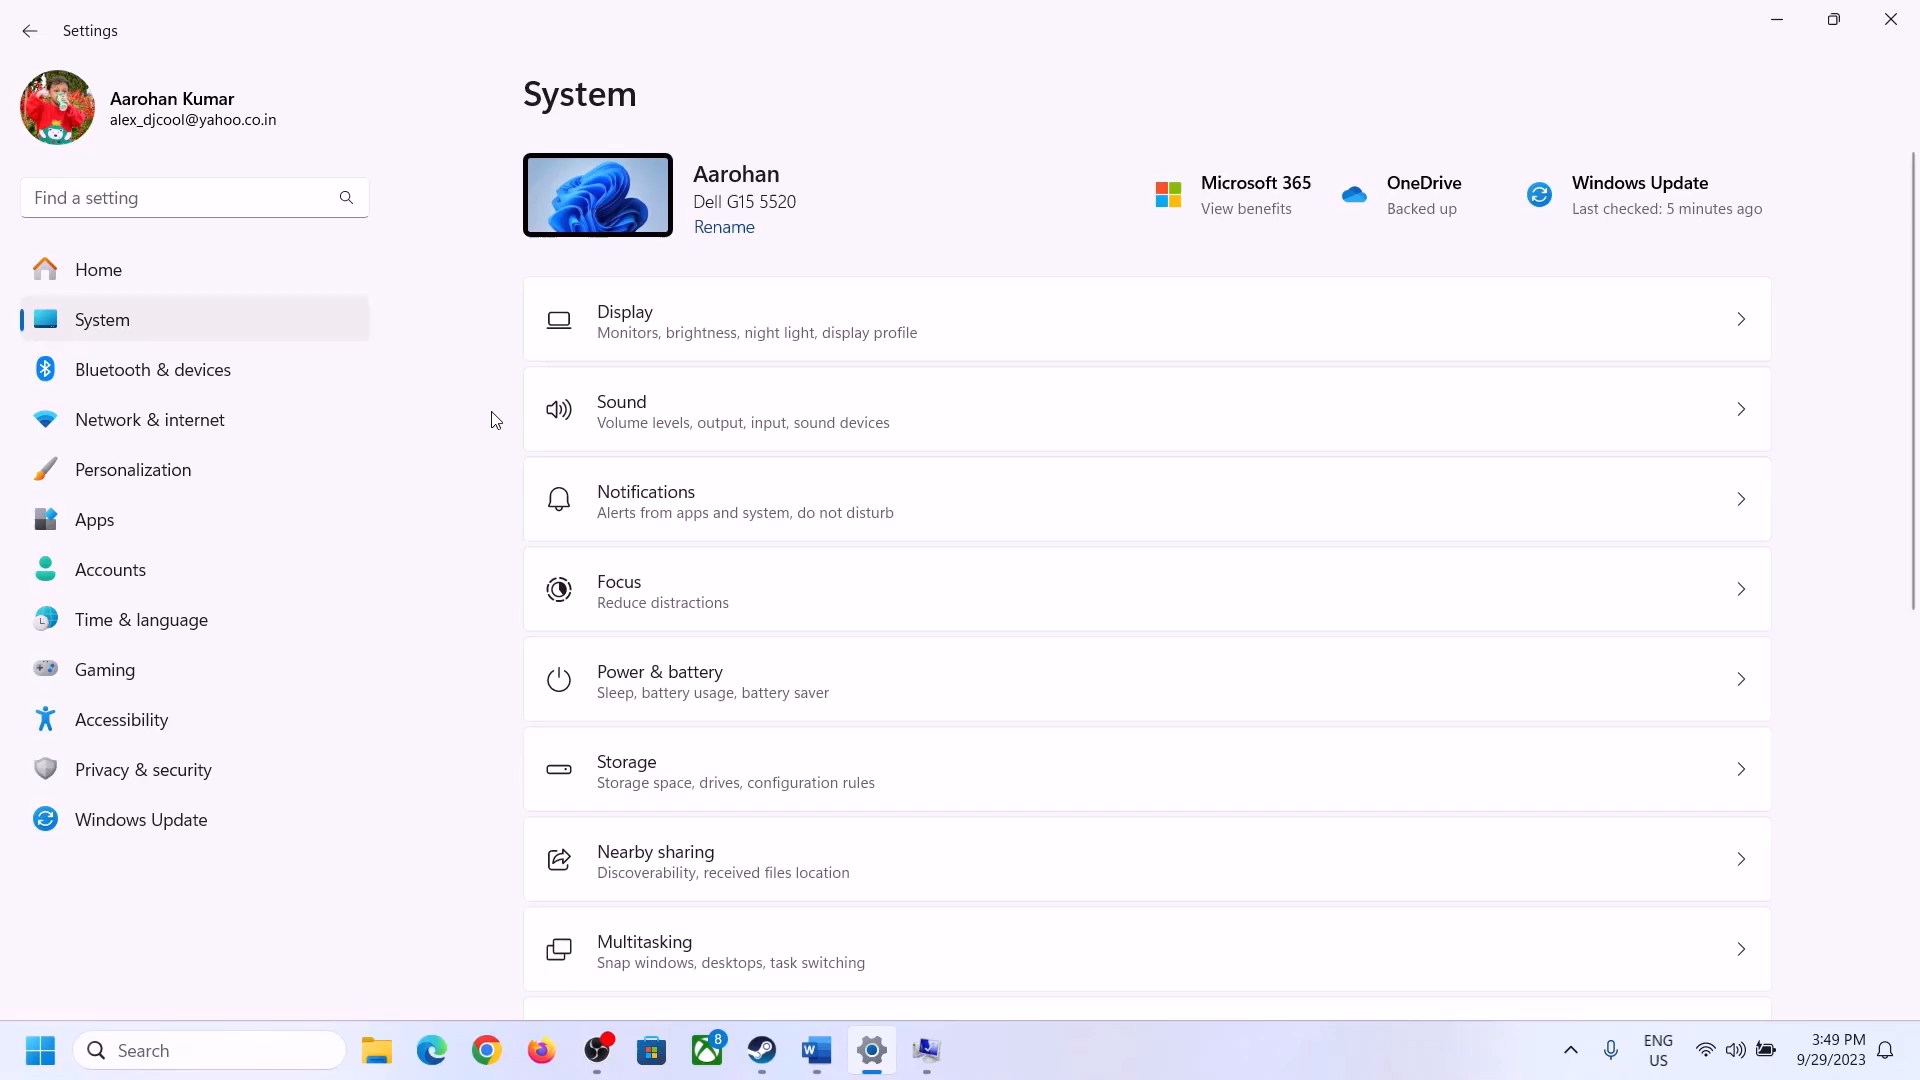 Settings
Aarohan Kumar
alex_djcool@yahoo.co.in
Find a setting
Home
System
Bluetooth & devices
Network & internet
Personalization
Apps
Accounts
Time & language
Gaming
Accessibility
Privacy & security
Windows Update
System
Aarohan
Dell G15 5520
Rename
Microsoft 365
View benefits
OneDrive
Backed up
Windows Update
Last checked: 5 minutes ago
Display
Monitors, brightness, night light, display profile
Sound
Volume levels, output, input, sound devices
Notifications
Alerts from apps and system, do not disturb
Focus
Reduce distractions
Power & battery
Sleep, battery usage, battery saver
Storage
Storage space, drives, configuration rules
Nearby sharing
Discoverability, received files location
Multitasking
Snap windows, desktops, task switching
Search
8
W
ENG
US
3:49 PM
9/29/2023